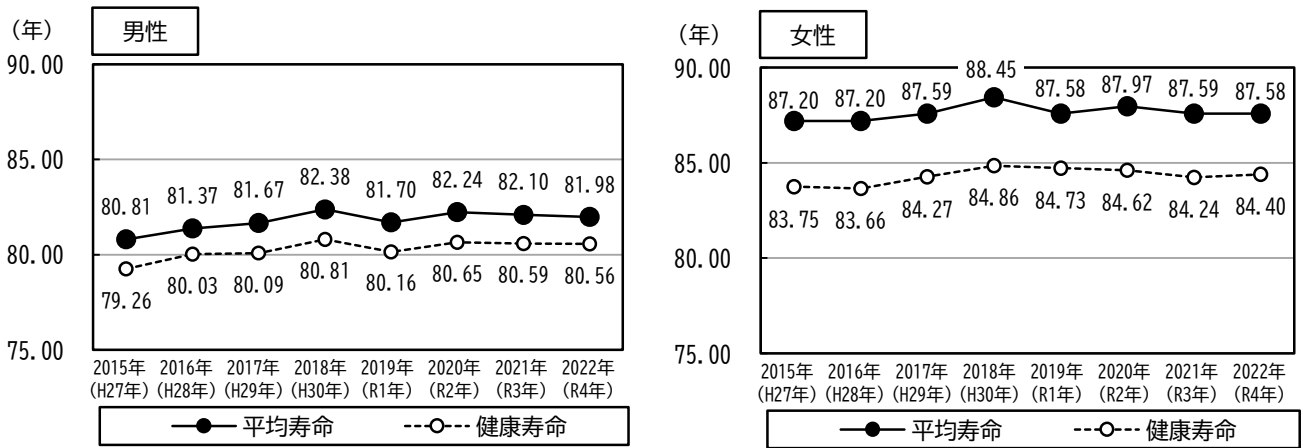 (年)
男性
90.00
85.00
80.00
75.00
80.81 81.37 81.67 82.38 81.70 82.24 82.10 81.98
79.26 80.03 80.09 80.81 80.16 80.65 80.59 80.56
2015年 2016年 2017年 2018年 2019年 2020年 2021年 2022年
(H27年) (H28年) (H29年) (H30年) (R1年) (R2年) (R3年) (R4年)
平均寿命 健康寿命
(年)
女性
90.00
85.00
80.00
75.00
87.20 87.20 87.59 88.45 87.58 87.97 87.59 87.58
83.75 83.66 84.27 84.86 84.73 84.62 84.24 84.40
2015年 2016年 2017年 2018年 2019年 2020年 2021年 2022年
(H27年) (H28年) (H29年) (H30年) (R1年) (R2年) (R3年) (R4年)
平均寿命 健康寿命